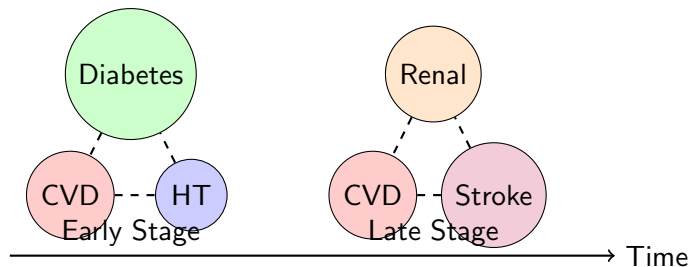 Diabetes
CVD
HT
Early Stage
Renal
CVD
Stroke
Late Stage
Time